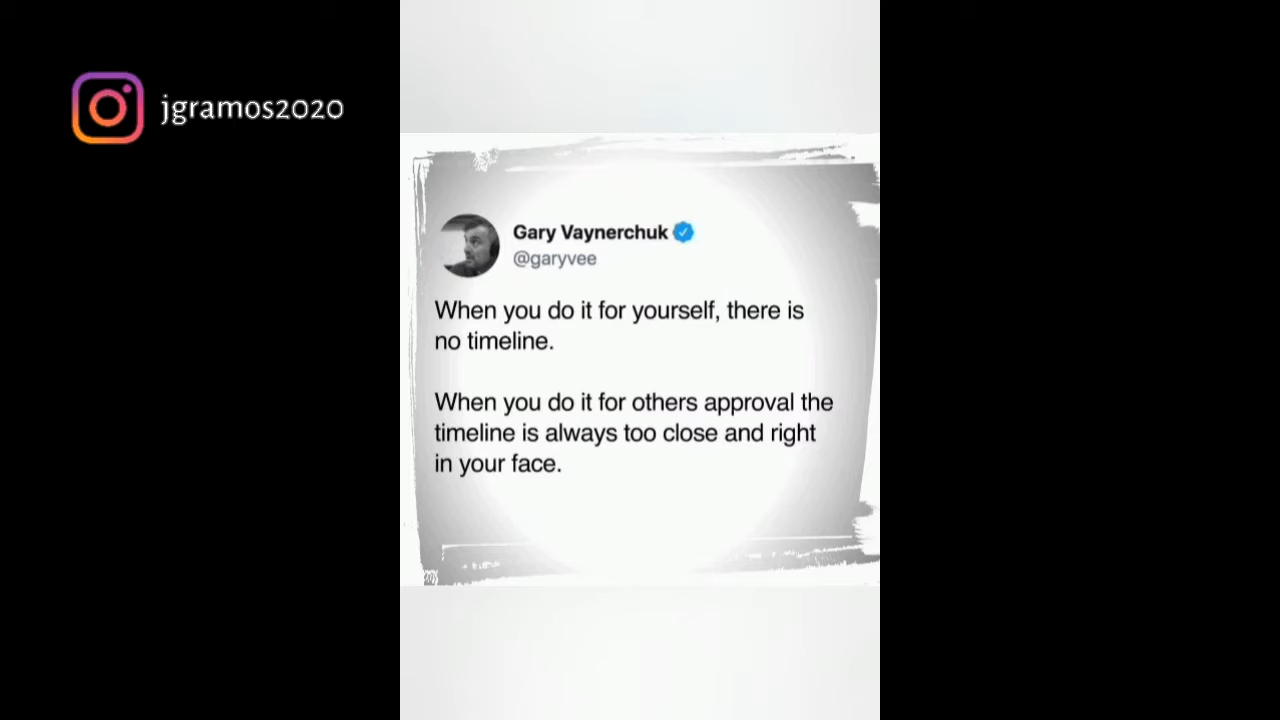 jgramos2020
Gary Vaynerchuk
@garyvee
When you do it for yourself, there is
no timeline.
When you do it for others approval the
timeline is always too close and right
in your face.